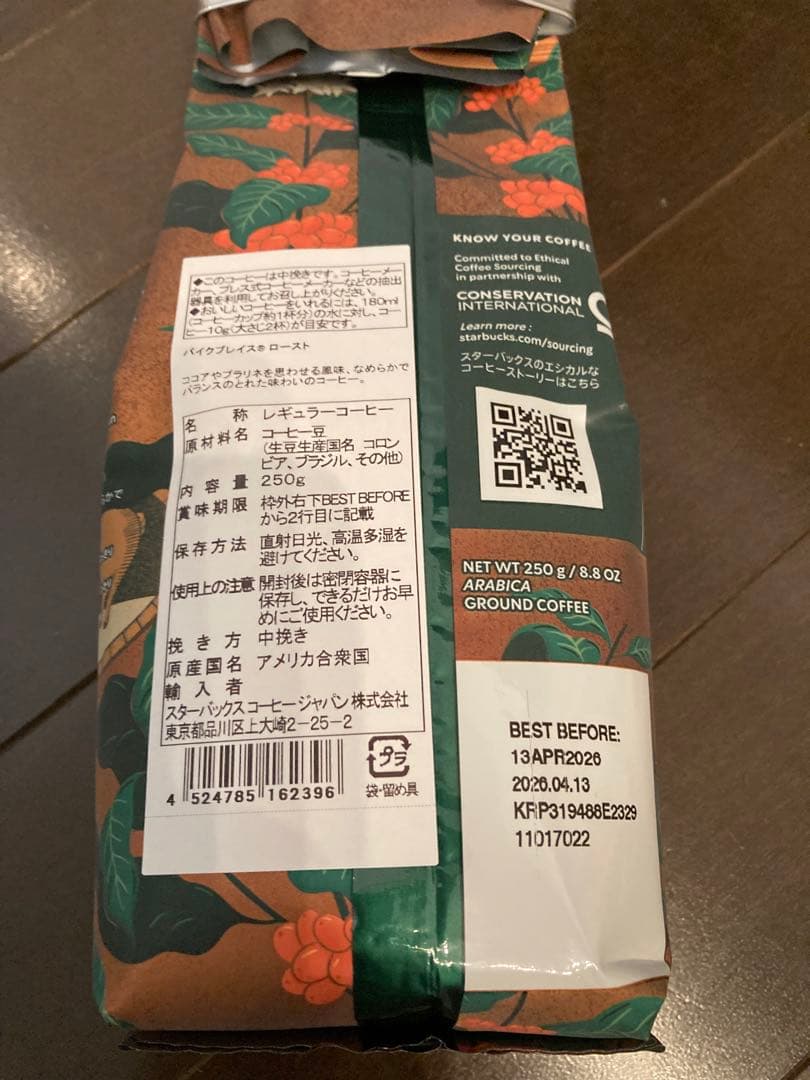 ◆このコーヒーは中挽きです。コーヒーメー
カー、プレス式コーヒーメーカーなどの抽出
器具を利用してお召し上がりください。
◆おいしいコーヒーをいれるには、180ml
(コーヒーカップ約1杯分)の水に対し、コー
ヒー10g(大さじ2杯)が目安です。
パイクプレイス® ロースト
ココアやプラリネを思わせる風味、なめらかで
バランスのとれた味わいのコーヒー。
名 称 レギュラーコーヒー
原材料名 コーヒー豆
(生豆生産国名 コロン
ビア、ブラジル、その他)
内 容 量 250g
賞味期限 枠外右下BEST BEFORE
から2行目に記載
保存方法 直射日光、高温多湿を
避けてください。
使用上の注意 開封後は密閉容器に
保存し、できるだけお早
めにご使用ください。
挽 き 方 中挽き
原産国名 アメリカ合衆国
輸 入 者
スターバックス コーヒー ジャパン 株式会社
東京都品川区上大崎2-25-2
4 524785 162396
プラ
袋・留め具
KNOW YOUR COFFEE
Committed to Ethical
Coffee Sourcing
in partnership with
CONSERVATION
INTERNATIONAL
Learn more :
starbucks.com/sourcing
スターバックスのエシカルな
コーヒーストーリーはこちら
NET WT 250 g / 8.8 OZ
ARABICA
GROUND COFFEE
BEST BEFORE:
13APR2026
2026.04.13
KRP319488E2329
11017022